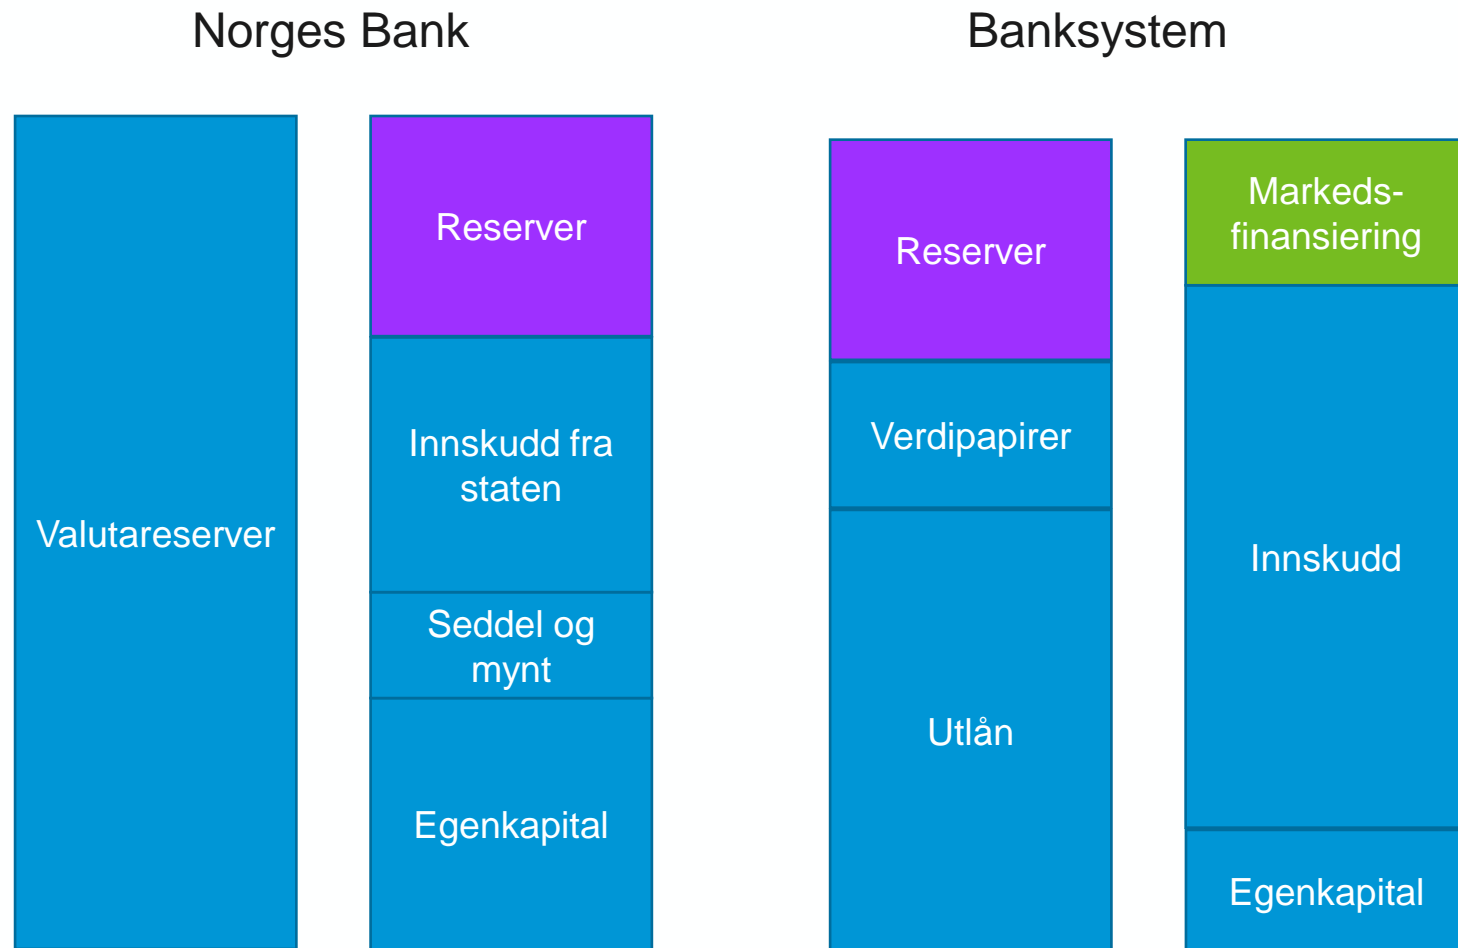 Norges Bank
Banksystem
Valutareserver
Reserver
Innskudd fra
staten
Seddel og
mynt
Egenkapital
Reserver
Verdipapirer
Utlån
Markeds-
finansiering
Innskudd
Egenkapital